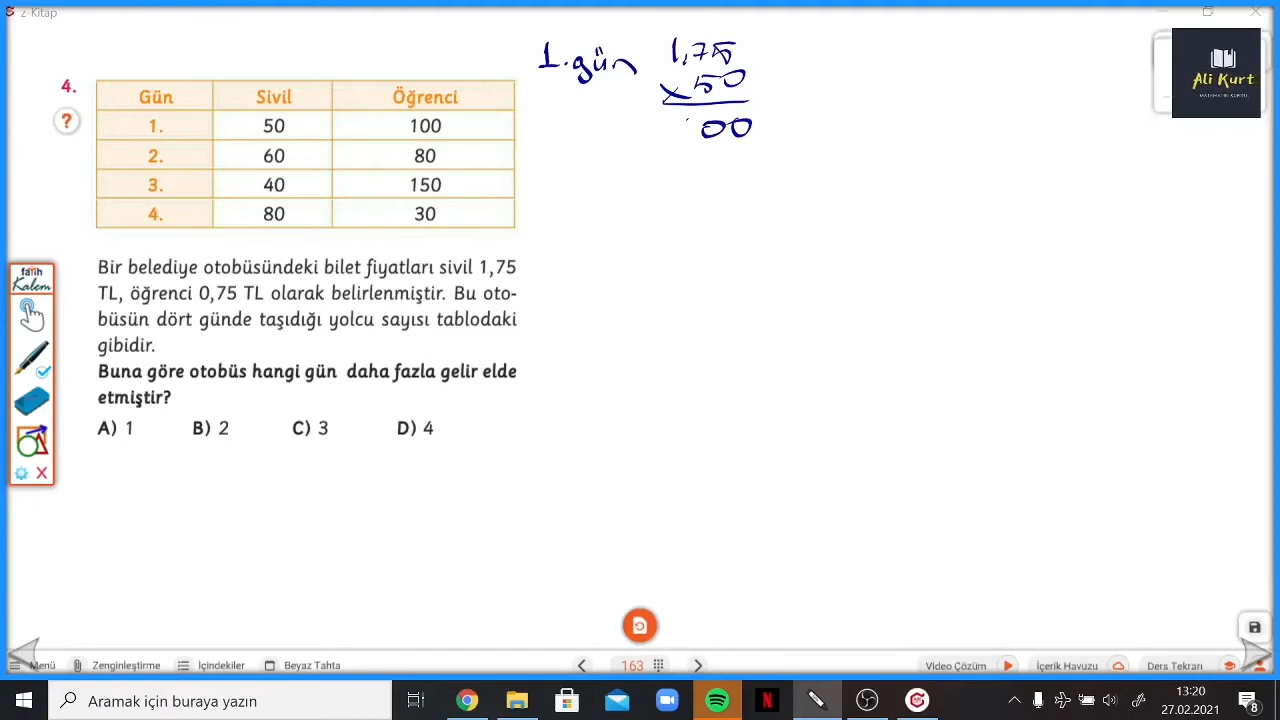 z-Kitap
1. gün 1,75
x 50
00
Ali Kurt
4.
Gün Sivil Öğrenci
1. 50 100
2. 60 80
3. 40 150
4. 80 30
?
fatih
Kalem
Bir belediye otobüsündeki bilet fiyatları sivil 1,75
TL, öğrenci 0,75 TL olarak belirlenmiştir. Bu oto-
büsün dört günde taşıdığı yolcu sayısı tablodaki
gibidir.
Buna göre otobüs hangi gün daha fazla gelir elde
etmiştir?
A) 1 B) 2 C) 3 D) 4
Menü Zenginleştirme İçindekiler Beyaz Tahta 163 Video Çözüm İçerik Havuzu Ders Tekrarı
Aramak için buraya yazın
13:20
27.02.2021
8